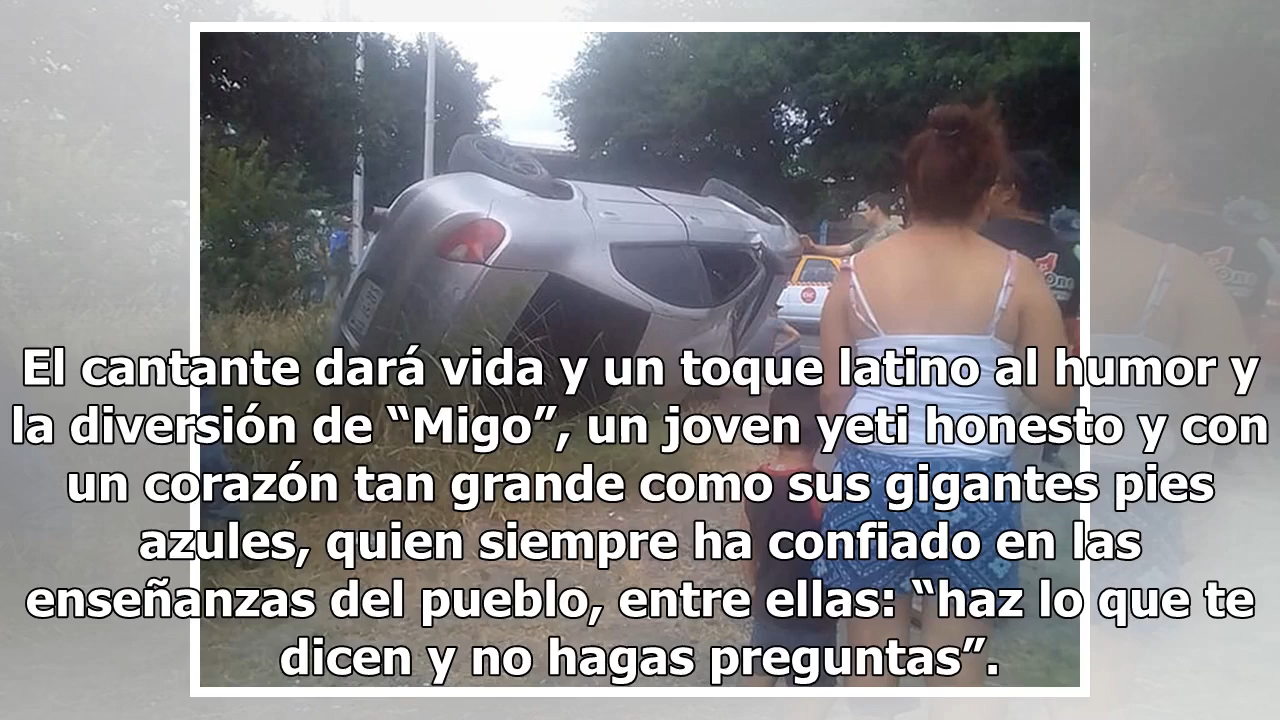 El cantante dará vida y un toque latino al humor y
la diversión de “Migo”, un joven yeti honesto y con
un corazón tan grande como sus gigantes pies
azules, quien siempre ha confiado en las
enseñanzas del pueblo, entre ellas: “haz lo que te
dicen y no hagas preguntas”.